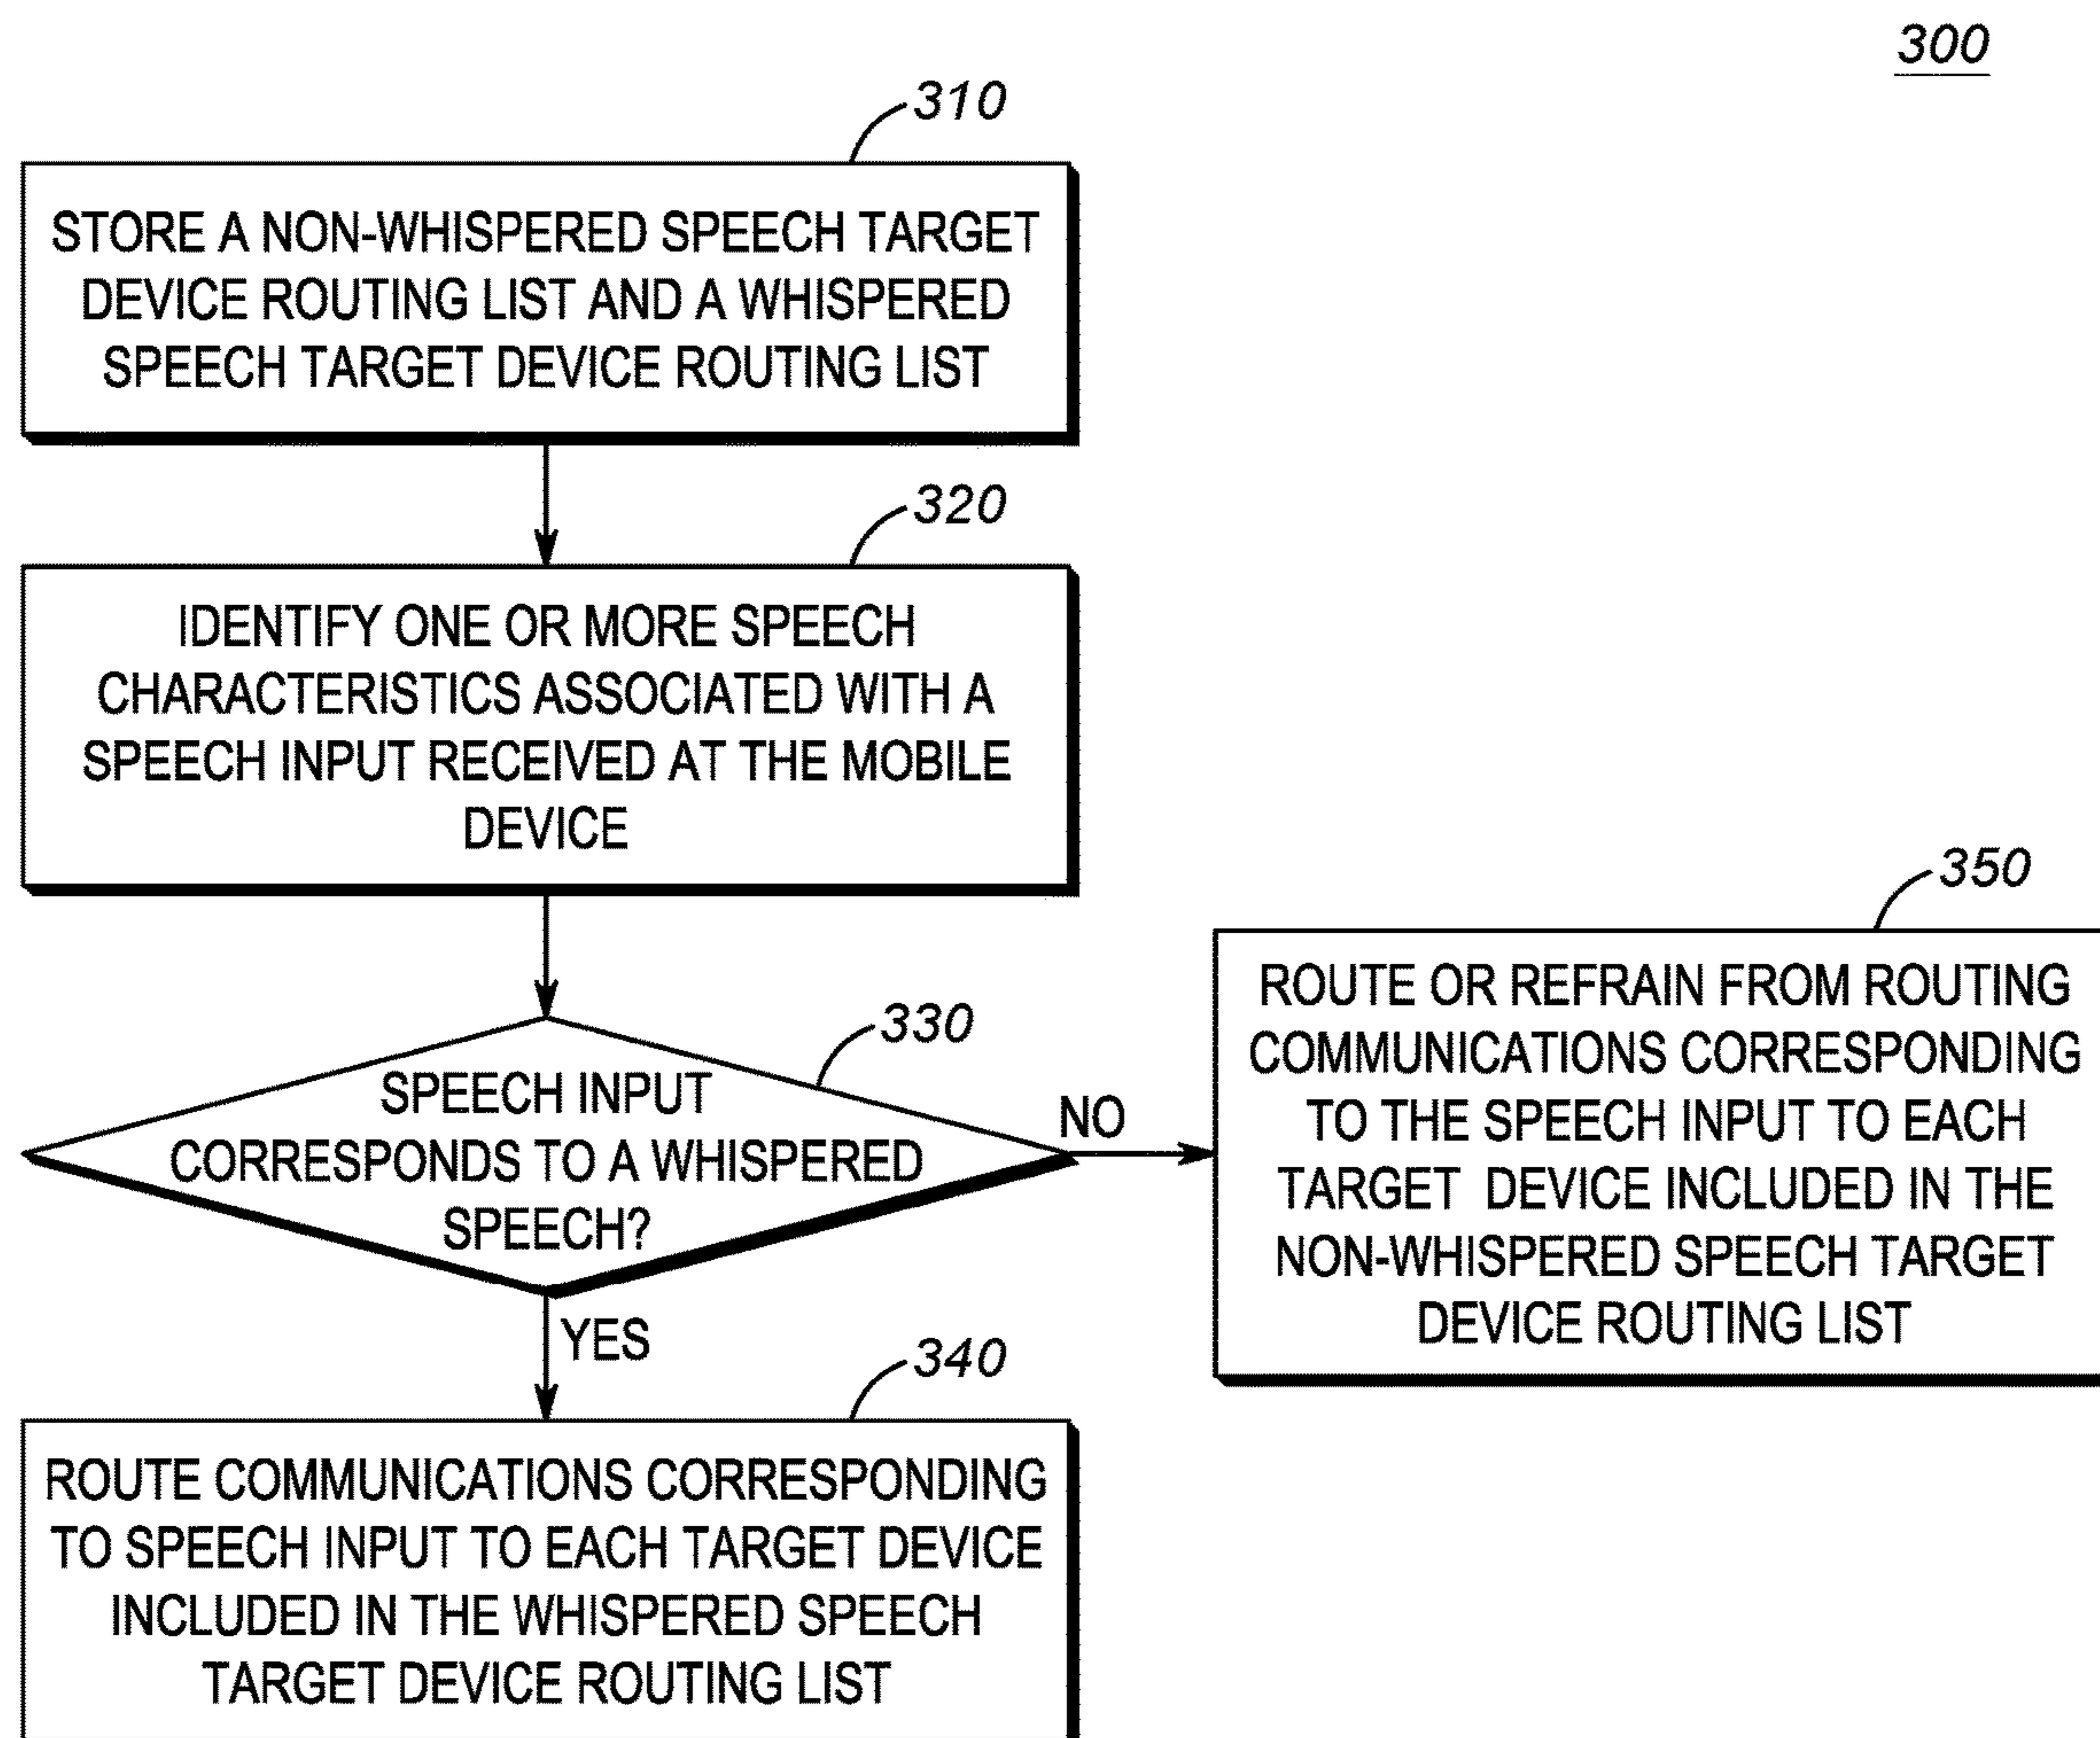 300
310
STORE A NON-WHISPERED SPEECH TARGET
DEVICE ROUTING LIST AND A WHISPERED
SPEECH TARGET DEVICE ROUTING LIST
320
IDENTIFY ONE OR MORE SPEECH
CHARACTERISTICS ASSOCIATED WITH A
SPEECH INPUT RECEIVED AT THE MOBILE
DEVICE
330
SPEECH INPUT
CORRESPONDS TO A WHISPERED
SPEECH?
NO
350
ROUTE OR REFRAIN FROM ROUTING
COMMUNICATIONS CORRESPONDING
TO THE SPEECH INPUT TO EACH
TARGET DEVICE INCLUDED IN THE
NON-WHISPERED SPEECH TARGET
DEVICE ROUTING LIST
YES
340
ROUTE COMMUNICATIONS CORRESPONDING
TO SPEECH INPUT TO EACH TARGET DEVICE
INCLUDED IN THE WHISPERED SPEECH
TARGET DEVICE ROUTING LIST